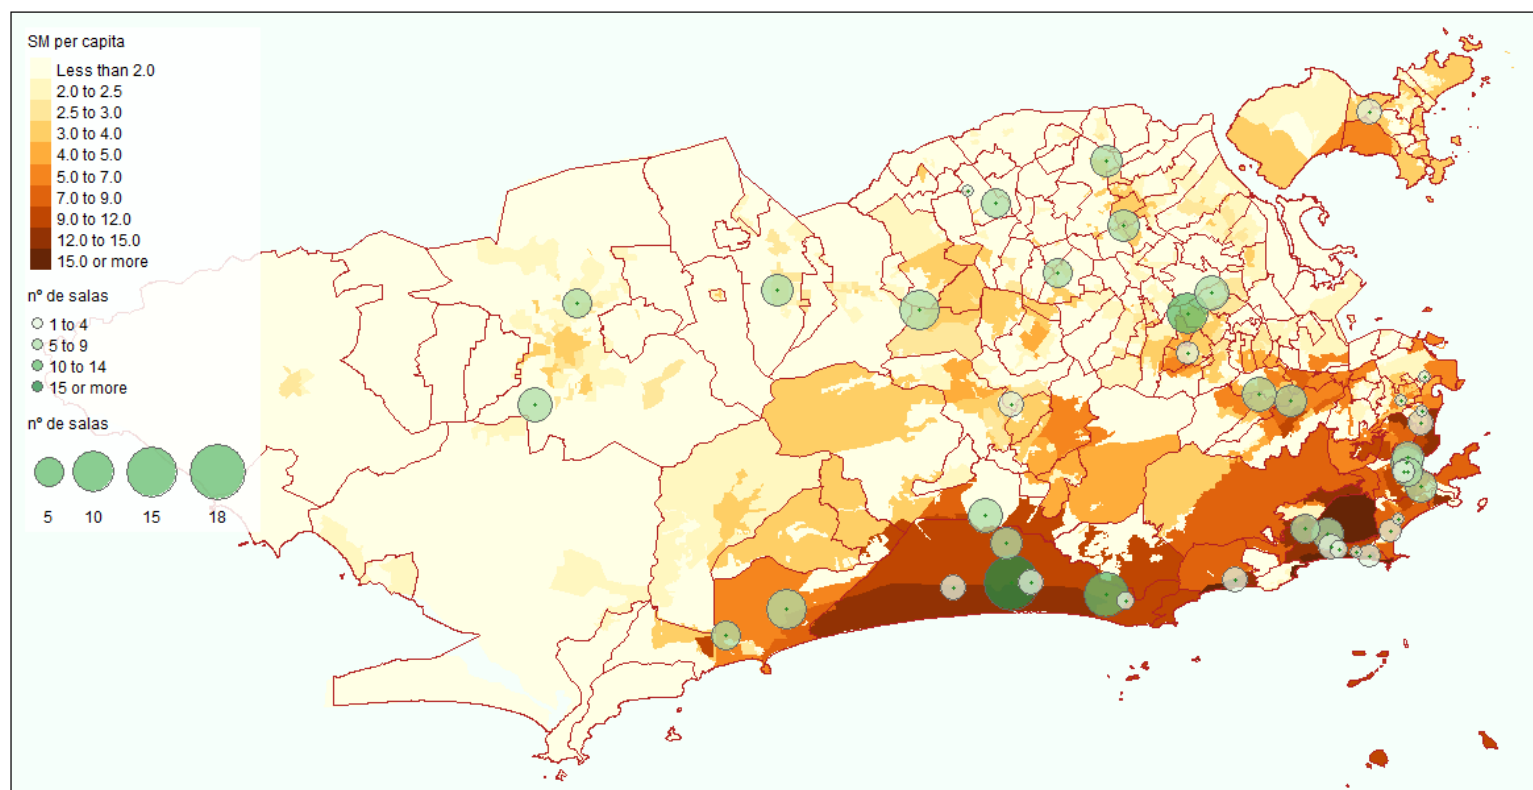 SM per capita
Less than 2.0
2.0 to 2.5
2.5 to 3.0
3.0 to 4.0
4.0 to 5.0
5.0 to 7.0
7.0 to 9.0
9.0 to 12.0
12.0 to 15.0
15.0 or more
nº de salas
1 to 4
5 to 9
10 to 14
15 or more
nº de salas
5 10 15 18